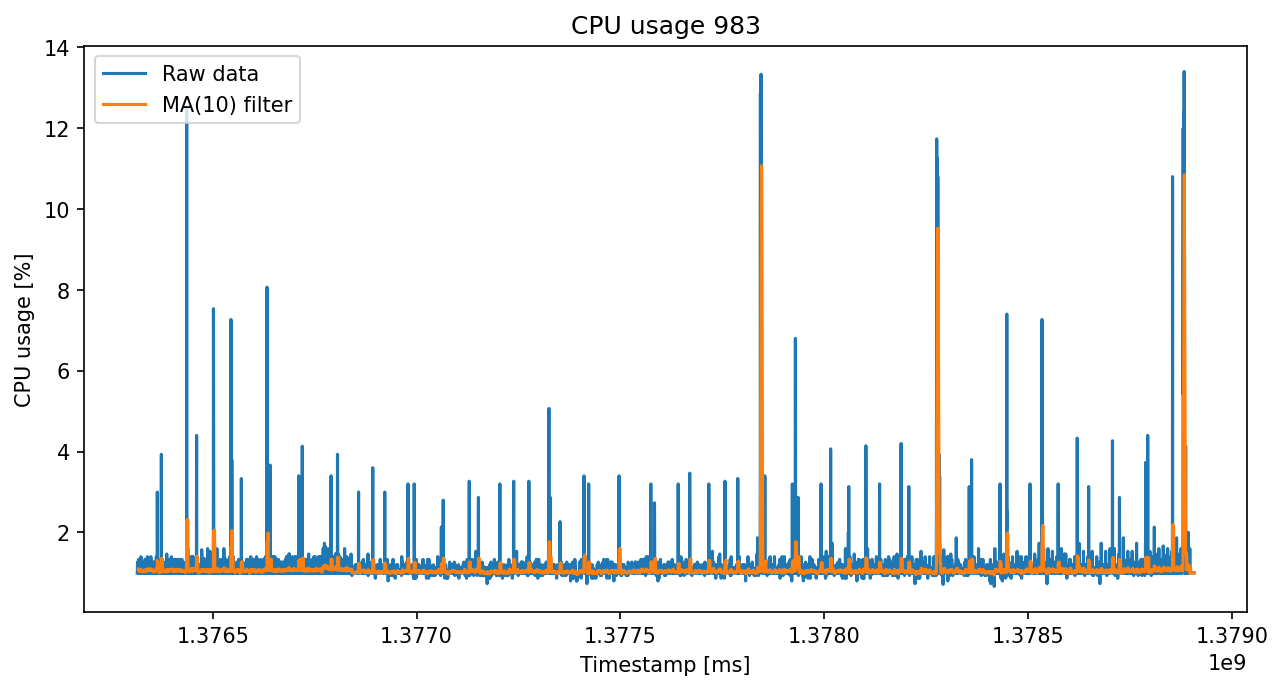 CPU usage 983
14
12
10
8
6
4
2
CPU usage [%]
Raw data
MA(10) filter
1.3765 1.3770 1.3775 1.3780 1.3785 1.3790
1e9
Timestamp [ms]